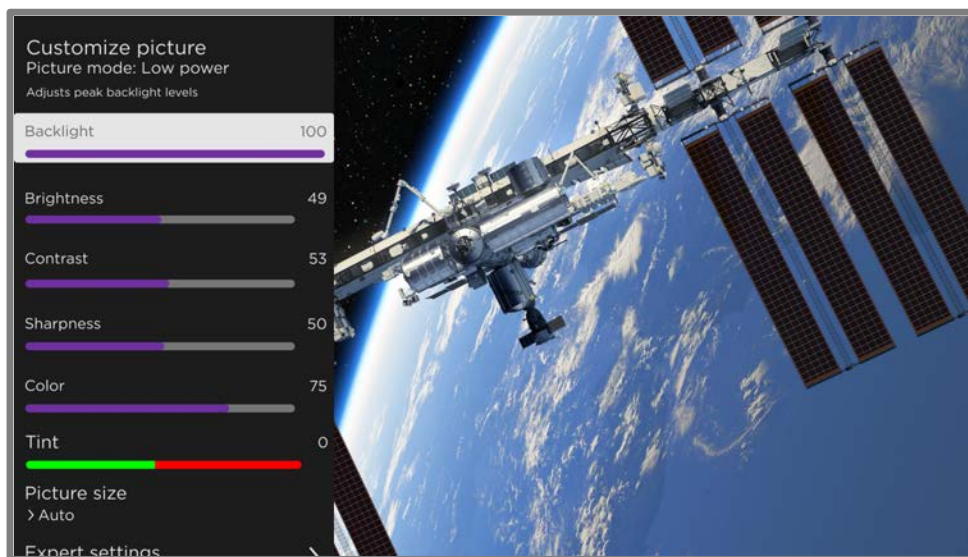 Customize picture
Picture mode: Low power
Adjusts peak backlight levels
Backlight 100
Brightness 49
Contrast 53
Sharpness 50
Color 75
Tint 0
Picture size
> Auto
Expert settings